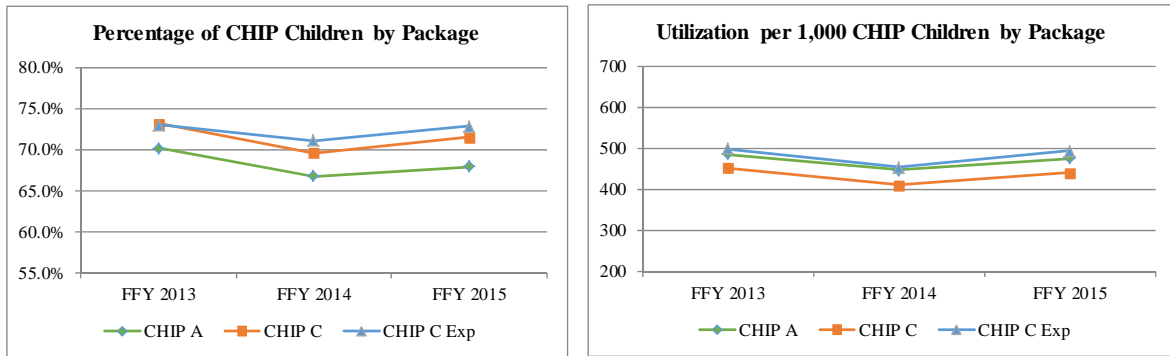 Percentage of CHIP Children by Package
80.0%
75.0%
70.0%
65.0%
60.0%
55.0%
FFY 2013 FFY 2014 FFY 2015
CHIP A CHIP C CHIP C Exp
Utilization per 1,000 CHIP Children by Package
700
600
500
400
300
200
FFY 2013 FFY 2014 FFY 2015
CHIP A CHIP C CHIP C Exp